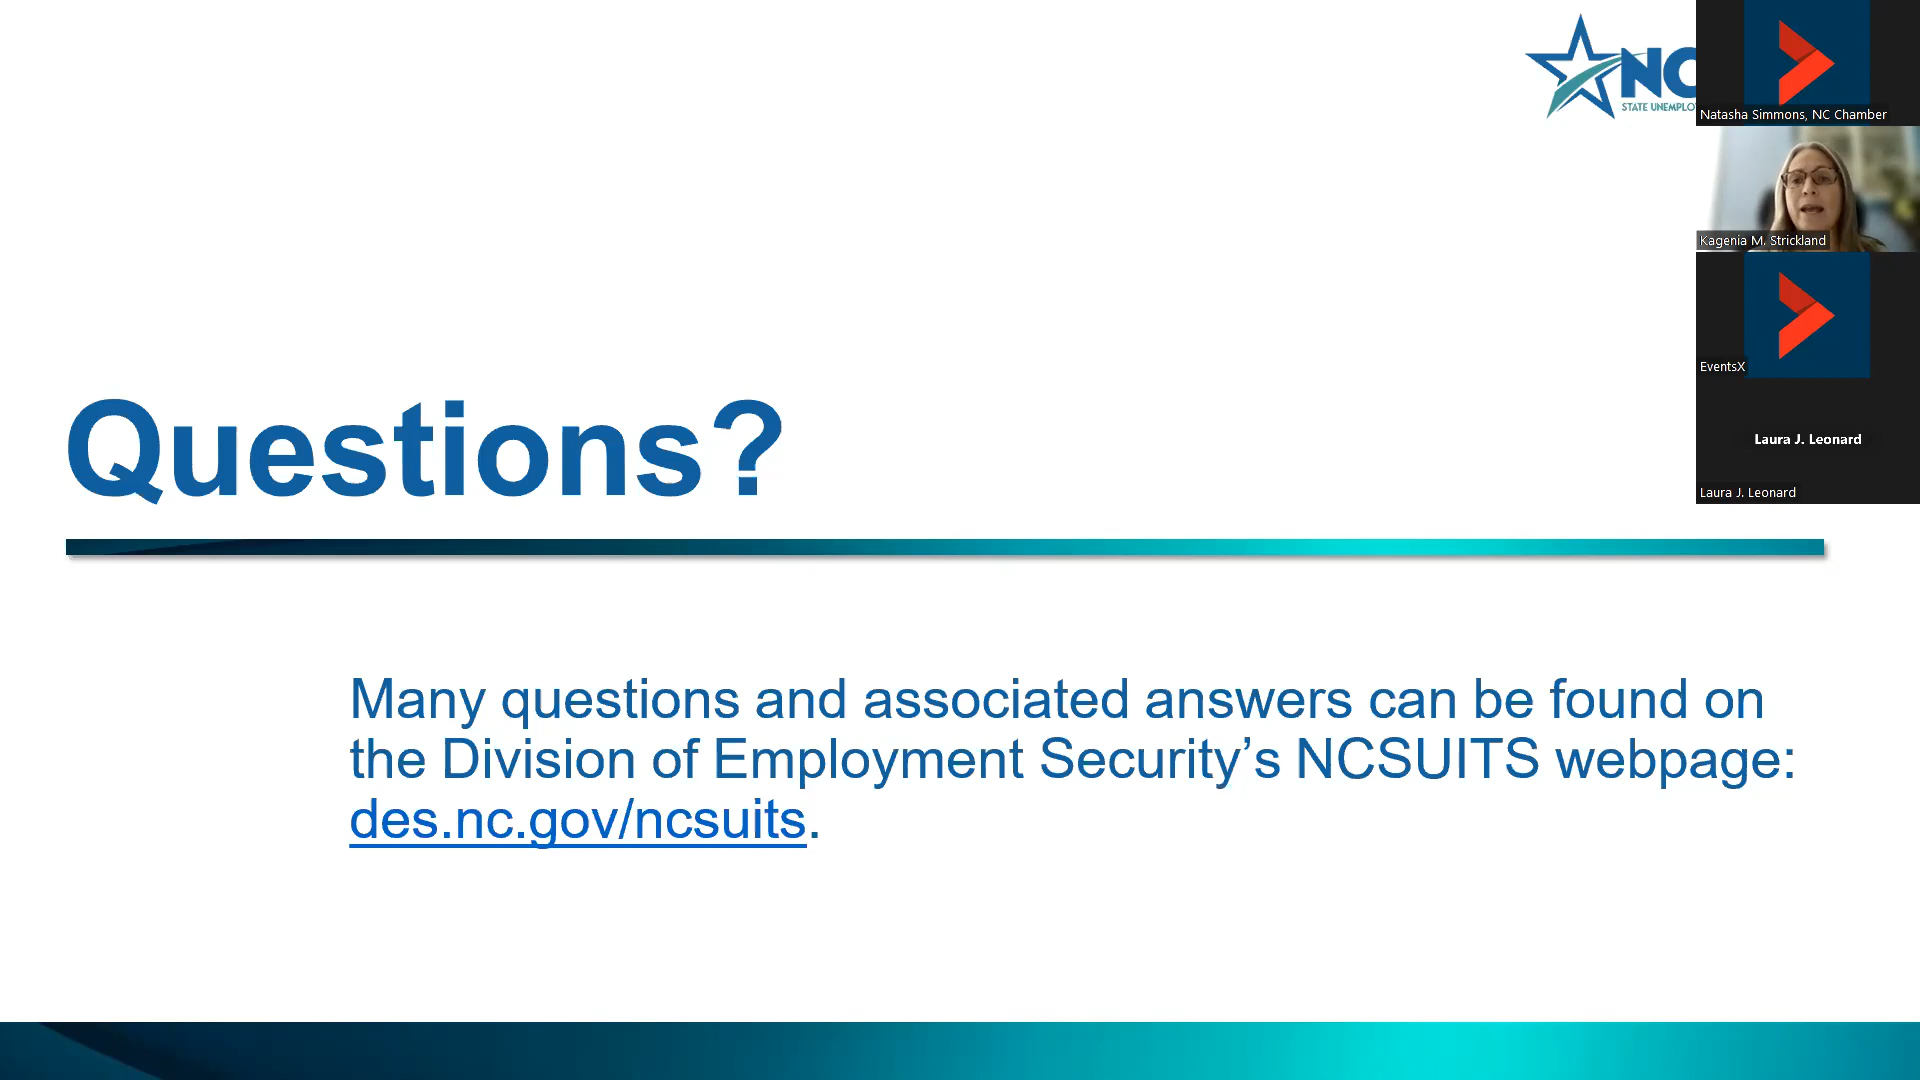 NC
STATE UNEMPLO
Natasha Simmons, NC Chamber
Kagenia M. Strickland
EventsX
Laura J. Leonard
Laura J. Leonard
Questions?
Many questions and associated answers can be found on
the Division of Employment Security’s NCSUITS webpage:
des.nc.gov/ncsuits.